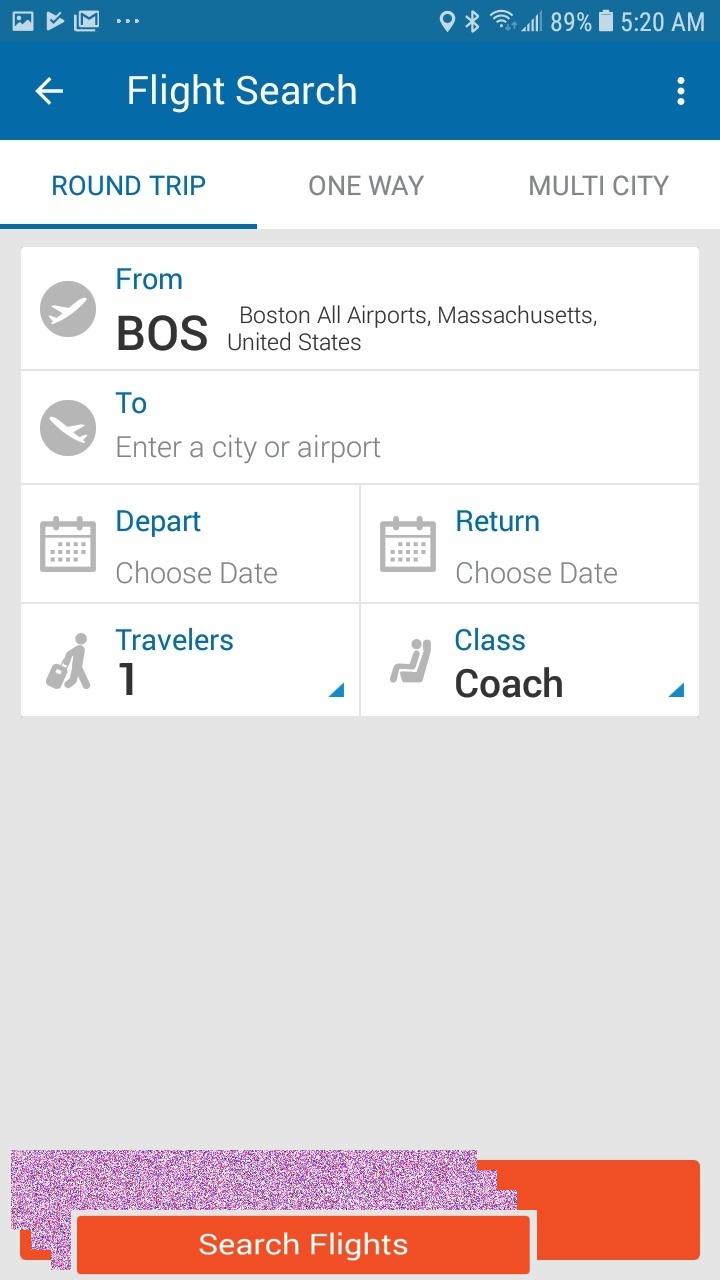 89% 5:20 AM
Flight Search
ROUND TRIP ONE WAY MULTI CITY
From
BOS Boston All Airports, Massachusetts,
United States
To
Enter a city or airport
Depart Return
Choose Date Choose Date
Travelers Class
1 Coach
Search Flights